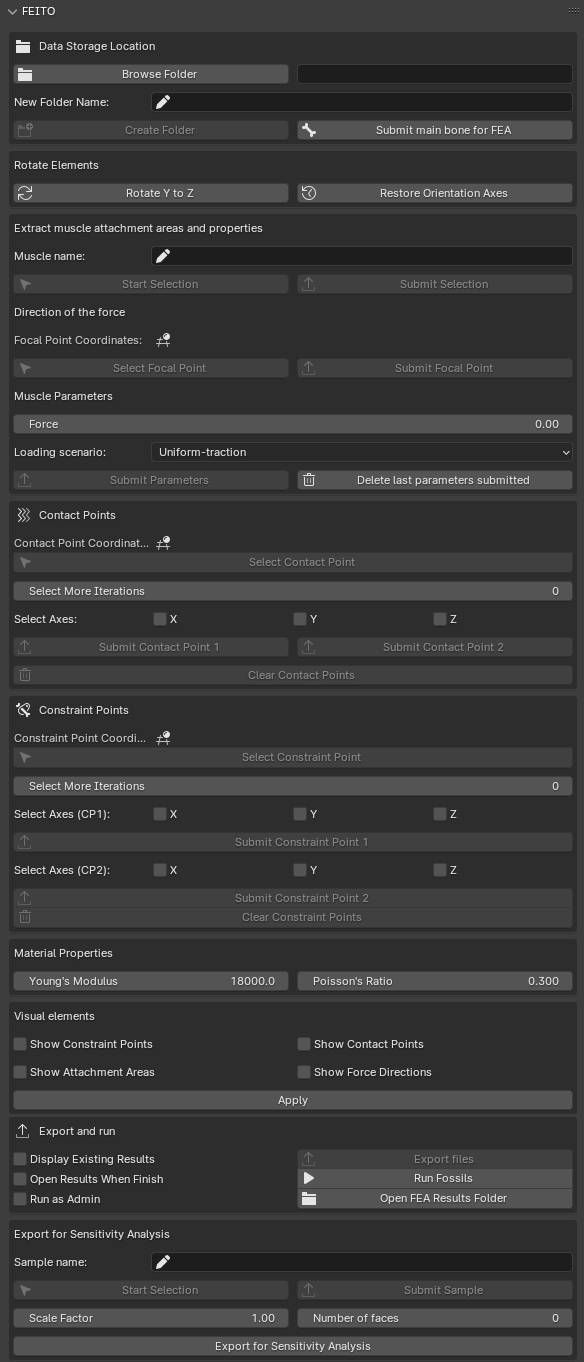 FEITO
Data Storage Location
Browse Folder
New Folder Name:
Create Folder Submit main bone for FEA
Rotate Elements
Rotate Y to Z Restore Orientation Axes
Extract muscle attachment areas and properties
Muscle name:
Start Selection Submit Selection
Direction of the force
Focal Point Coordinates:
Select Focal Point Submit Focal Point
Muscle Parameters
Force 0.00
Loading scenario: Uniform-traction
Submit Parameters Delete last parameters submitted
Contact Points
Contact Point Coordinat...
Select Contact Point
Select More Iterations 0
Select Axes: X Y Z
Submit Contact Point 1 Submit Contact Point 2
Clear Contact Points
Constraint Points
Constraint Point Coordi...
Select Constraint Point
Select More Iterations 0
Select Axes (CP1): X Y Z
Submit Constraint Point 1
Select Axes (CP2): X Y Z
Submit Constraint Point 2
Clear Constraint Points
Material Properties
Young's Modulus 18000.0 Poisson's Ratio 0.300
Visual elements
Show Constraint Points Show Contact Points
Show Attachment Areas Show Force Directions
Apply
Export and run
Display Existing Results Export files
Open Results When Finish Run Fossils
Run as Admin Open FEA Results Folder
Export for Sensitivity Analysis
Sample name:
Start Selection Submit Sample
Scale Factor 1.00 Number of faces 0
Export for Sensitivity Analysis